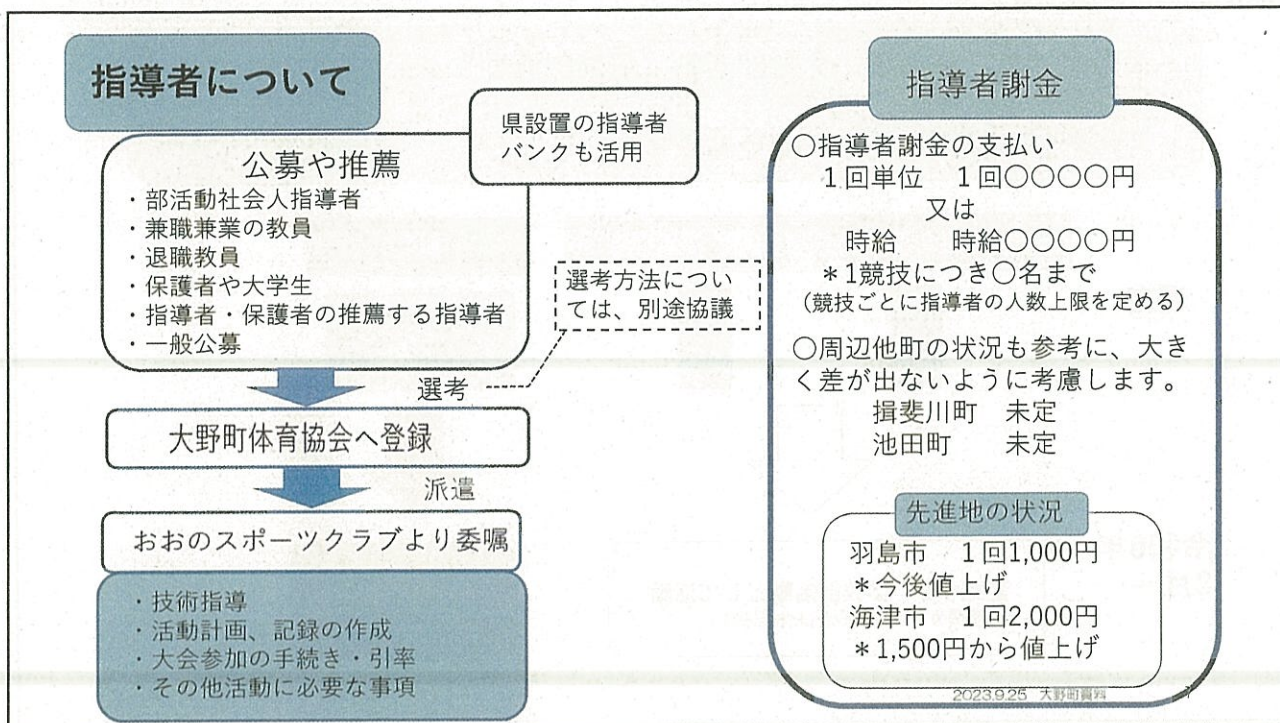 指導者について
県設置の指導者
バンクも活用
公募や推薦
・部活動社会人指導者
・兼職兼業の教員
・退職教員
・保護者や大学生
・指導者・保護者の推薦する指導者
・一般公募
選考方法につい
ては、別途協議
選考
大野町体育協会へ登録
派遣
おおのスポーツクラブより委嘱
・技術指導
・活動計画、記録の作成
・大会参加の手続き・引率
・その他活動に必要な事項
指導者謝金
○指導者謝金の支払い
1回単位 1回○○○○円
又は
時給 時給○○○○円
＊1競技につき○名まで
（競技ごとに指導者の人数上限を定める）
○周辺他町の状況も参考に、大き
く差が出ないように考慮します。
揖斐川町 未定
池田町 未定
先進地の状況
羽島市 1回1,000円
＊今後値上げ
海津市 1回2,000円
＊1,500円から値上げ
2023.9.25 大野町資料